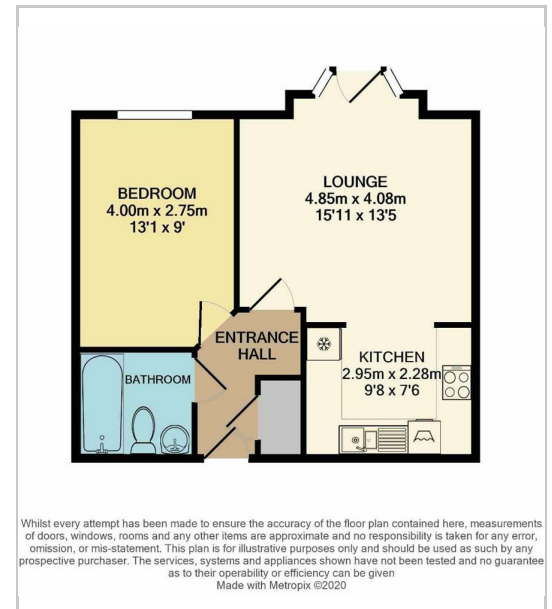 BEDROOM
4.00m x 2.75m
13'1 x 9'
LOUNGE
4.85m x 4.08m
15'11 x 13'5
ENTRANCE
HALL
KITCHEN
2.95m x 2.28m
9'8 x 7'6
BATHROOM
Whilst every attempt has been made to ensure the accuracy of the floor plan contained here, measurements
of doors, windows, rooms and any other items are approximate and no responsibility is taken for any error,
omission, or mis-statement. This plan is for illustrative purposes only and should be used as such by any
prospective purchaser. The services, systems and appliances shown have not been tested and no guarantee
as to their operability or efficiency can be given
Made with Metropix ©2020